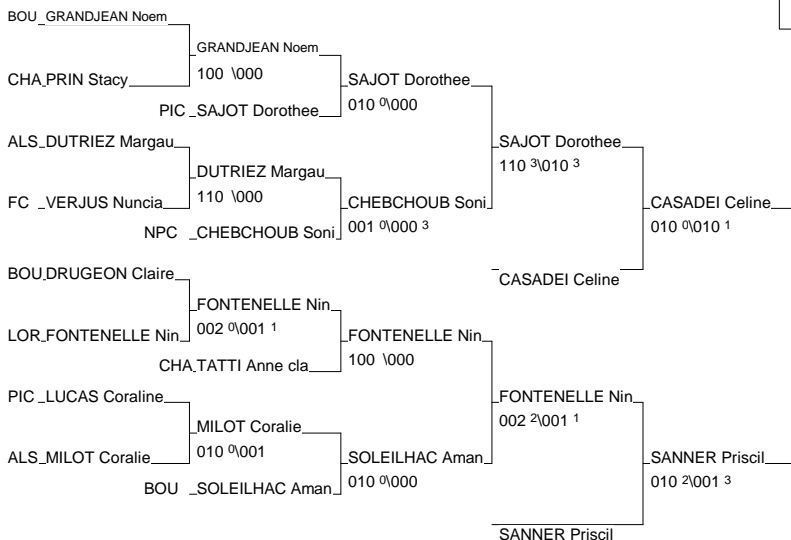 BOU_GRANDJEAN Noem
GRANDJEAN Noem
100 \000
CHA_PRIN Stacy
SAJOT Dorothee
010 0\000
PIC _SAJOT Dorothee
ALS_DUTRIEZ Margau
SAJOT Dorothee
110 3\010 3
DUTRIEZ Margau
110 \000
FC _VERJUS Nuncia
CHEBCHOUB Soni
001 0\000 3
CASADEI Celine
010 0\010 1
NPC _CHEBCHOUB Soni
BOU_DRUGEON Claire
CASADEI Celine
FONTENELLE Nin
002 0\001 1
LOR_FONTENELLE Nin
FONTENELLE Nin
100 \000
CHA_TATTI Anne cla
PIC _LUCAS Coraline
FONTENELLE Nin
002 2\001 1
MILOT Coralie
010 0\001
ALS_MILOT Coralie
SOLEILHAC Aman
010 0\000
SANNER Priscil
010 2\001 3
BOU _SOLEILHAC Aman
SANNER Priscil